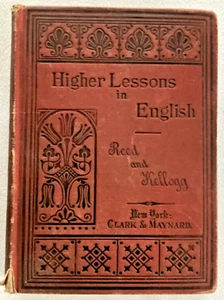 Higher Lessons
in
English
Reed
and
Kellogg
New York:
CLARK & MAYNARD.